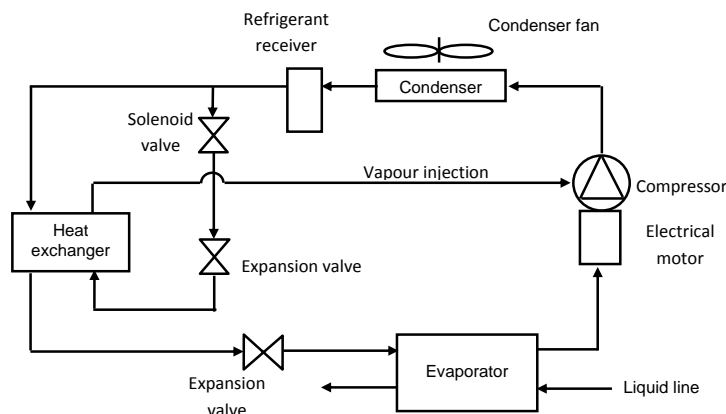 Refrigerant
receiver
Condenser fan
Condenser
Solenoid
valve
Vapour injection
Compressor
Heat
exchanger
Electrical
motor
Expansion valve
Evaporator
Expansion
valve
Liquid line